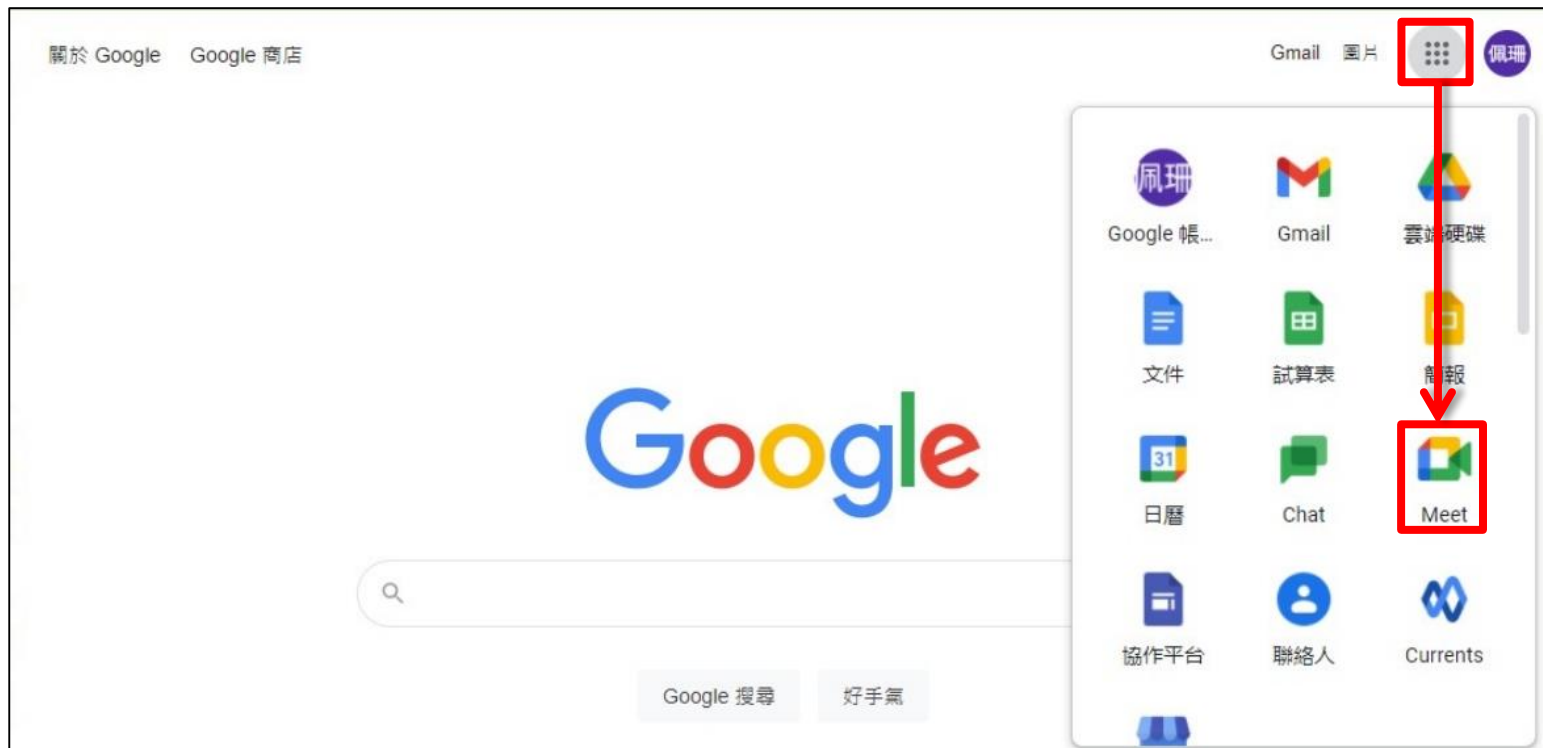 關於 Google Google 商店
Gmail 圖片 佩珊
佩珊
Google 帳... Gmail 雲端硬碟
文件 試算表 簡報
31
日曆 Chat Meet
Google
協作平台 聯絡人 Currents
Google 搜尋 好手氣